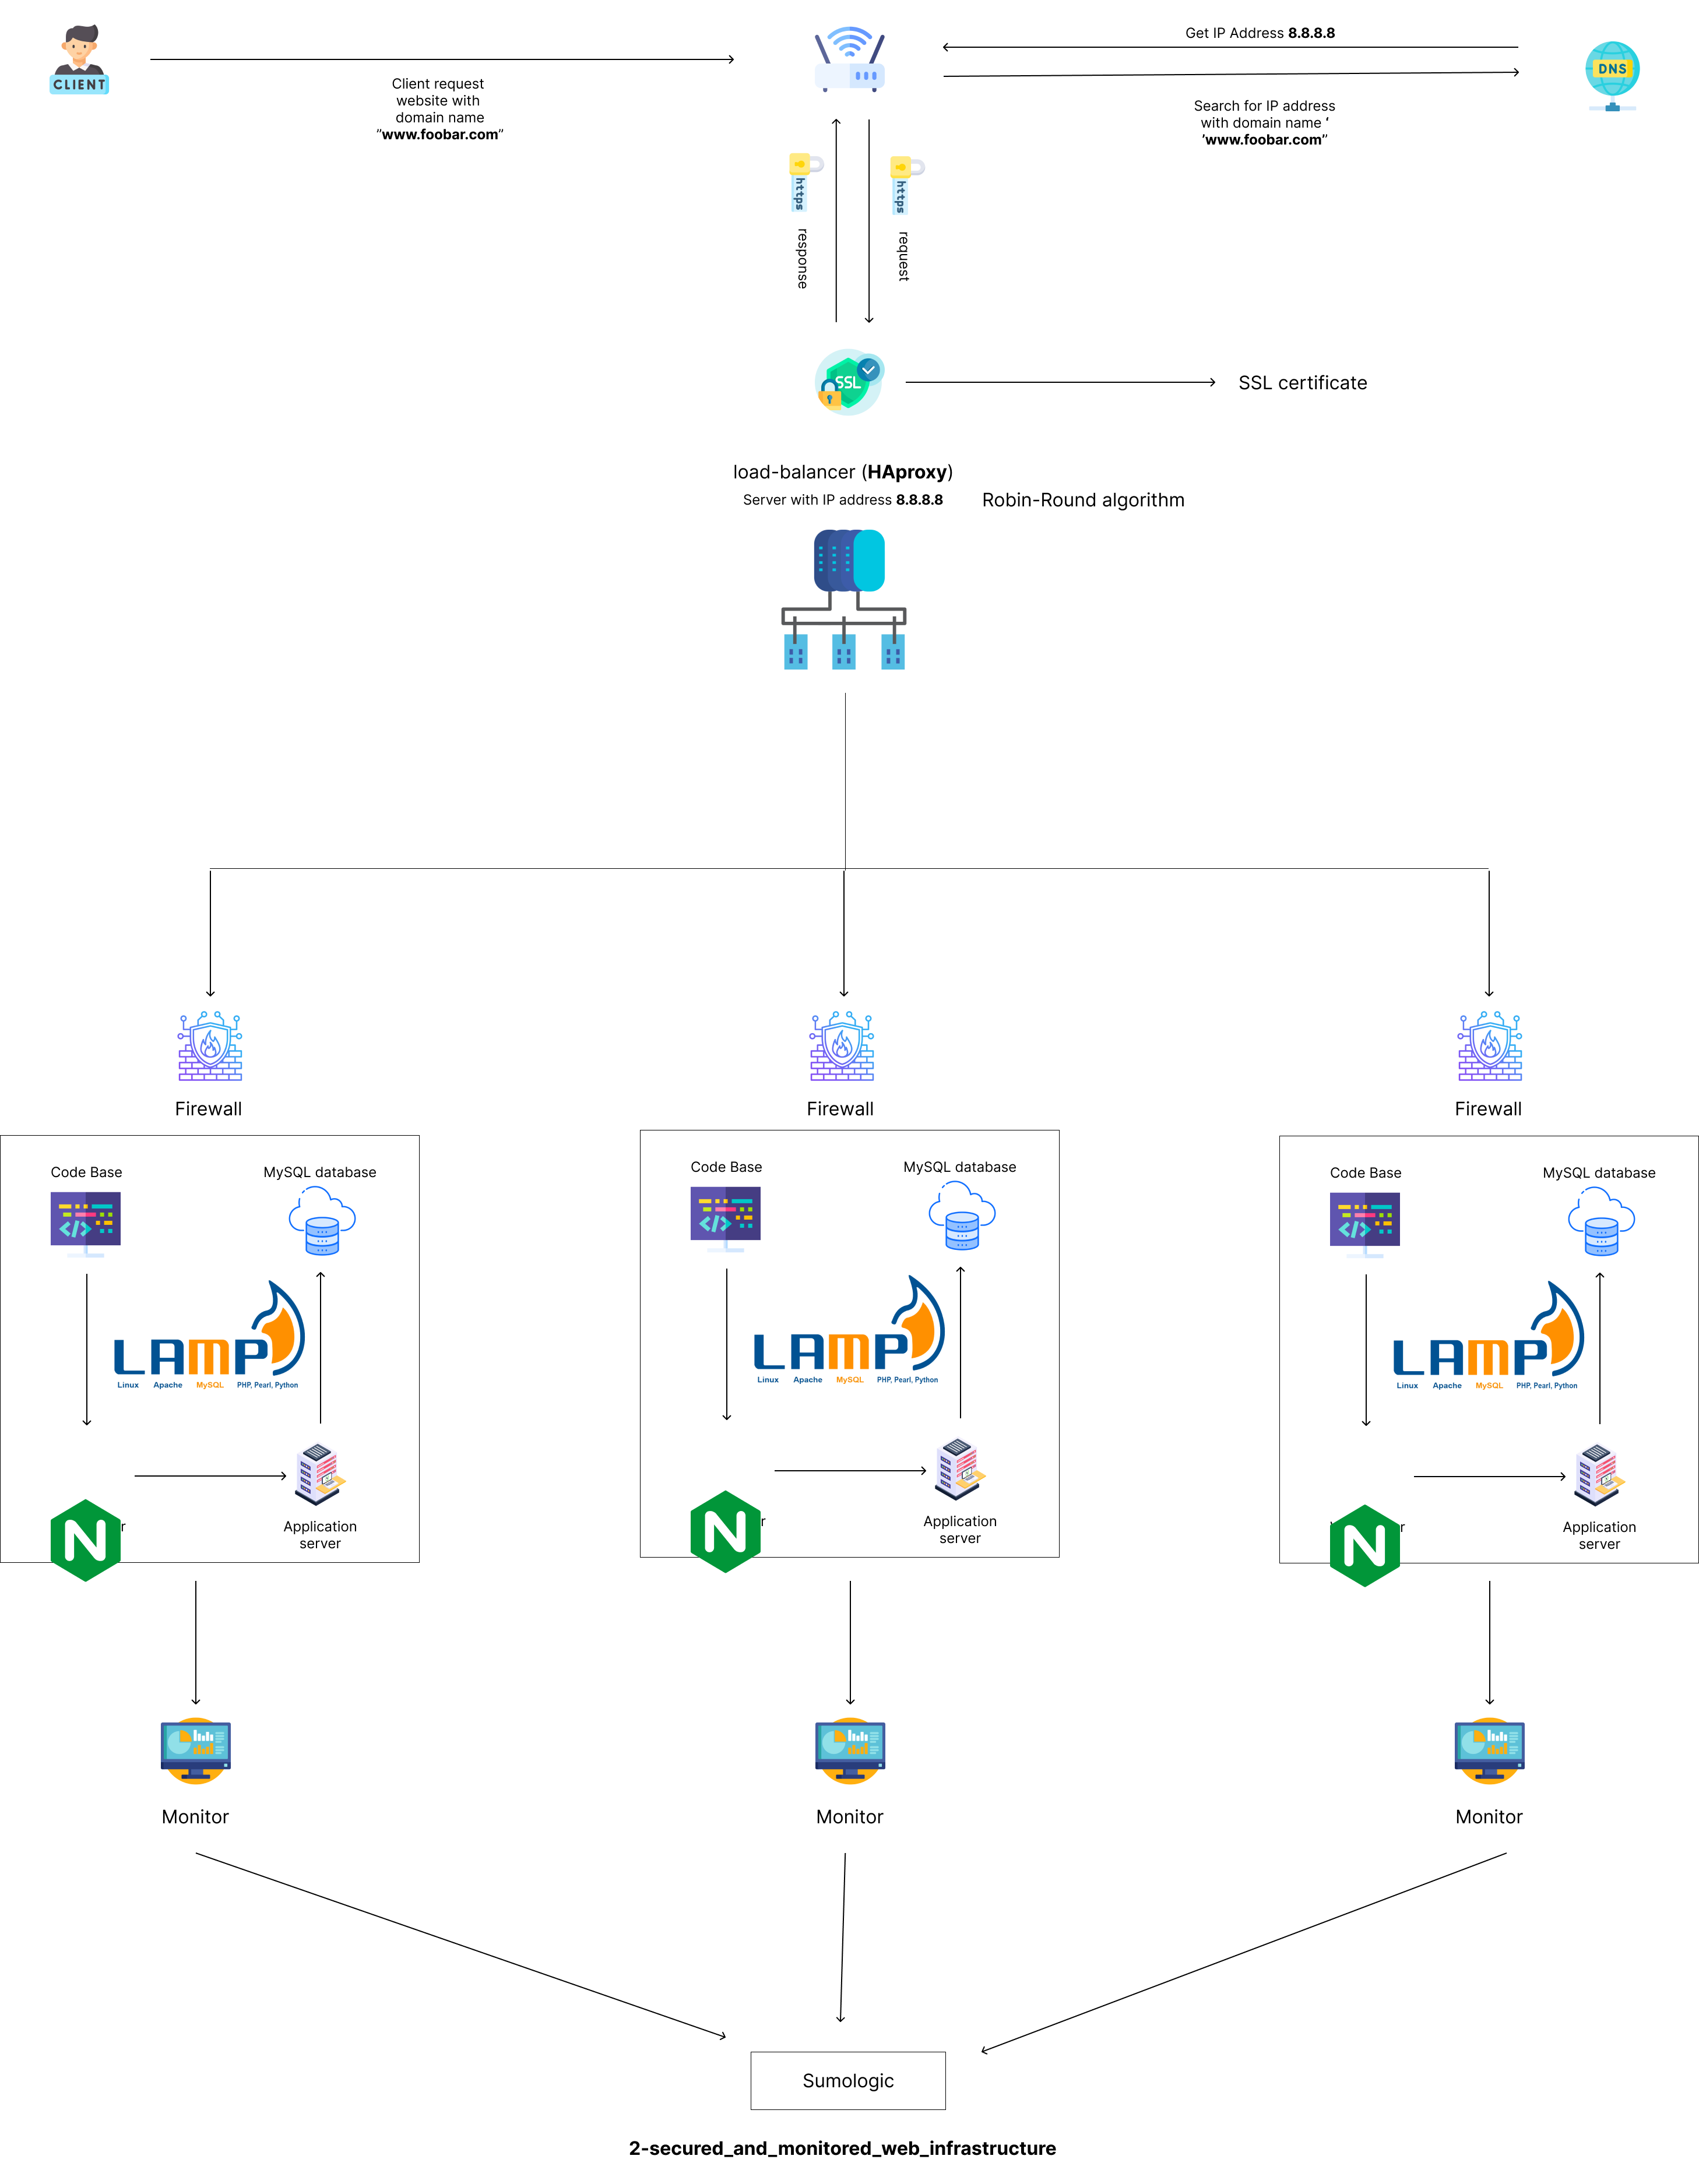 CLIENT
Client request
website with
domain name
"www.foobar.com"
Get IP Address 8.8.8.8
DNS
Search for IP address
with domain name ‘
’www.foobar.com”
https
response
https
request
SSL
SSL certificate
load-balancer (HAproxy)
Server with IP address 8.8.8.8
Robin-Round algorithm
Firewall
Firewall
Firewall
Code Base
MySQL database
LAMP
Linux Apache MySQL PHP, Pearl, Python
N
Application
server
Code Base
MySQL database
LAMP
Linux Apache MySQL PHP, Pearl, Python
N
Application
server
Code Base
MySQL database
LAMP
Linux Apache MySQL PHP, Pearl, Python
N
Application
server
Monitor
Monitor
Monitor
Sumologic
2-secured_and_monitored_web_infrastructure